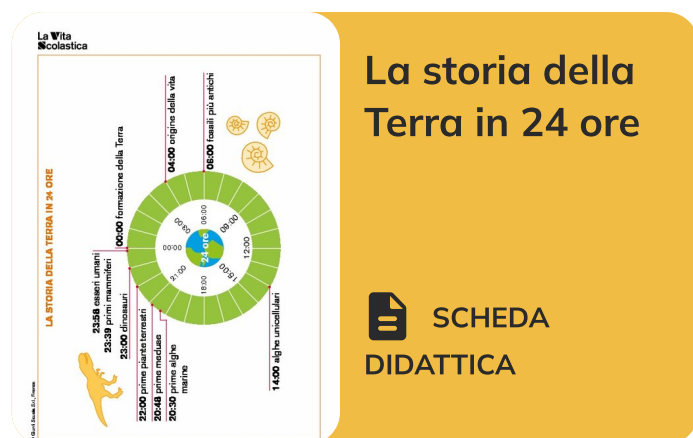 La Vita
Scolastica
LA STORIA DELLA TERRA IN 24 ORE
00:00 formazione della Terra
04:00 origine della vita
06:00 fossili più antichi
14:00 alghe unicellulari
20:30 prime alghe
marine
20:48 prime meduse
22:00 prime piante terrestri
23:00 dinosauri
23:39 primi mammiferi
23:58 esseri umani
00:00
03:00
06:00
09:00
12:00
15:00
18:00
21:00
24 ore
La storia della
Terra in 24 ore
SCHEDA
DIDATTICA